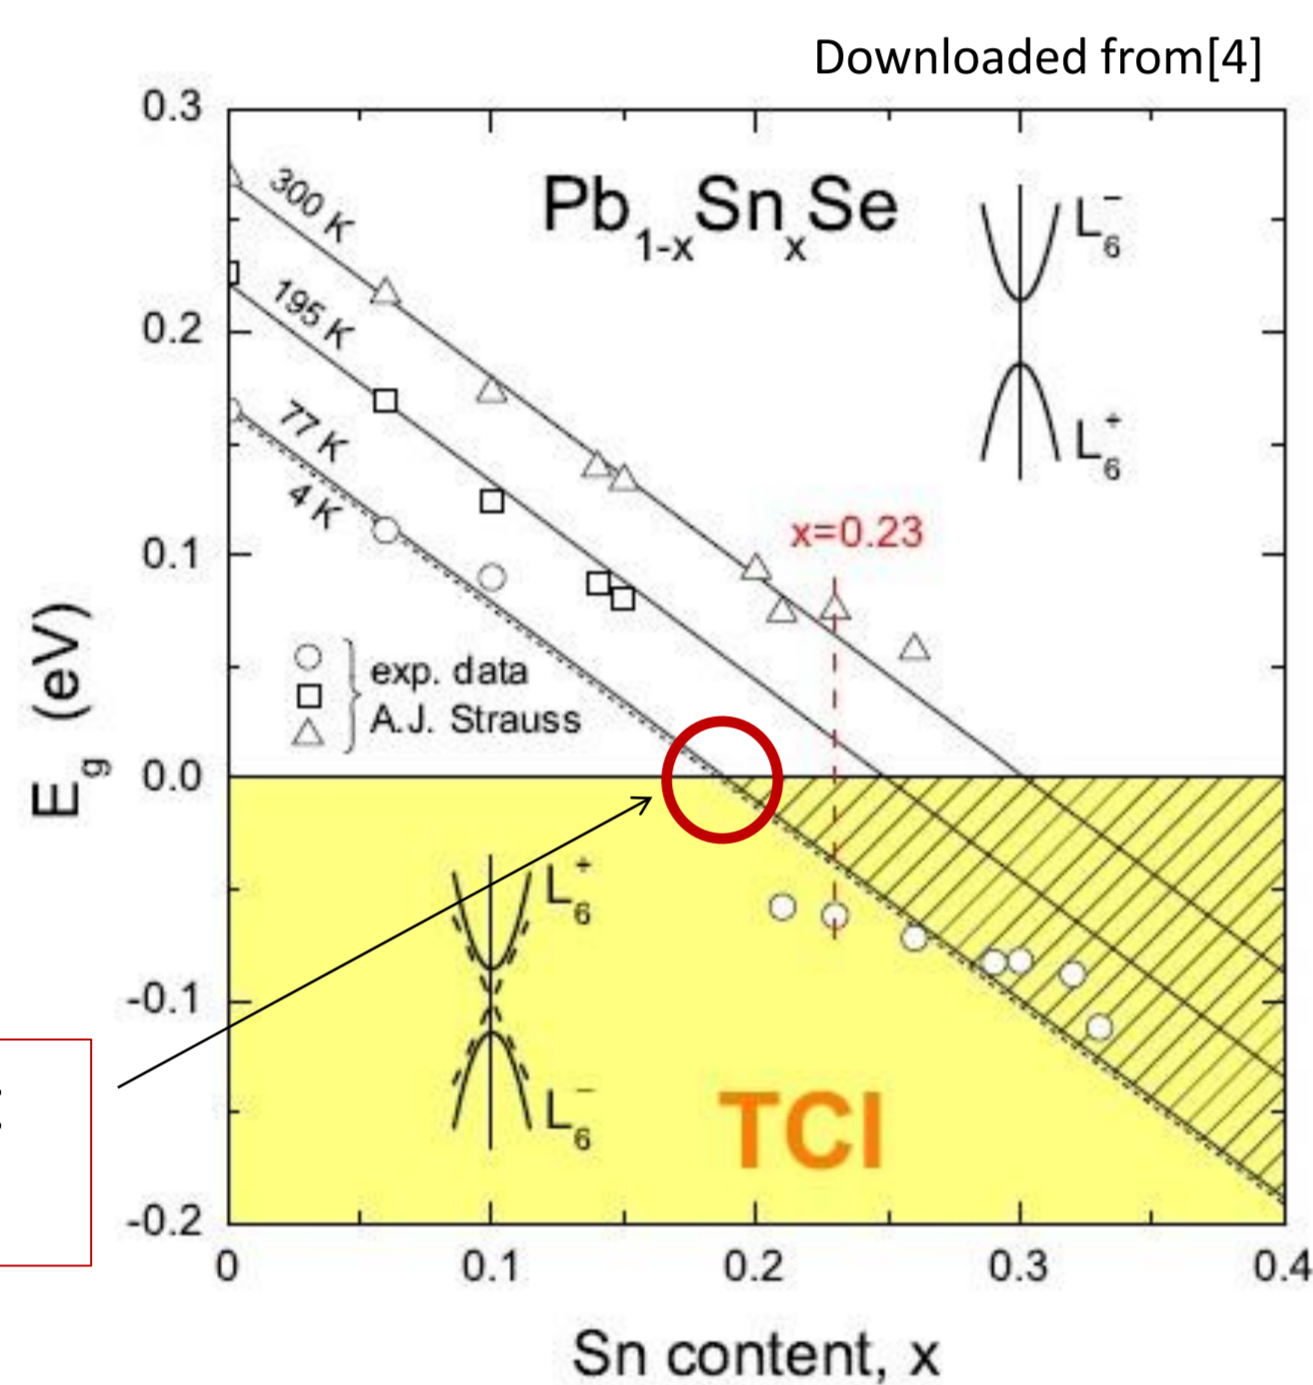 Downloaded from[4]
0.3
300 K
Pb1-xSnxSe
L6-
0.2
195 K
77 K
L6+
4 K
x=0.23
0.1
exp. data
A.J. Strauss
Eg (eV)
0.0
L6+
-0.1
L6-
TCI
-0.2
0 0.1 0.2 0.3 0.4
Sn content, x